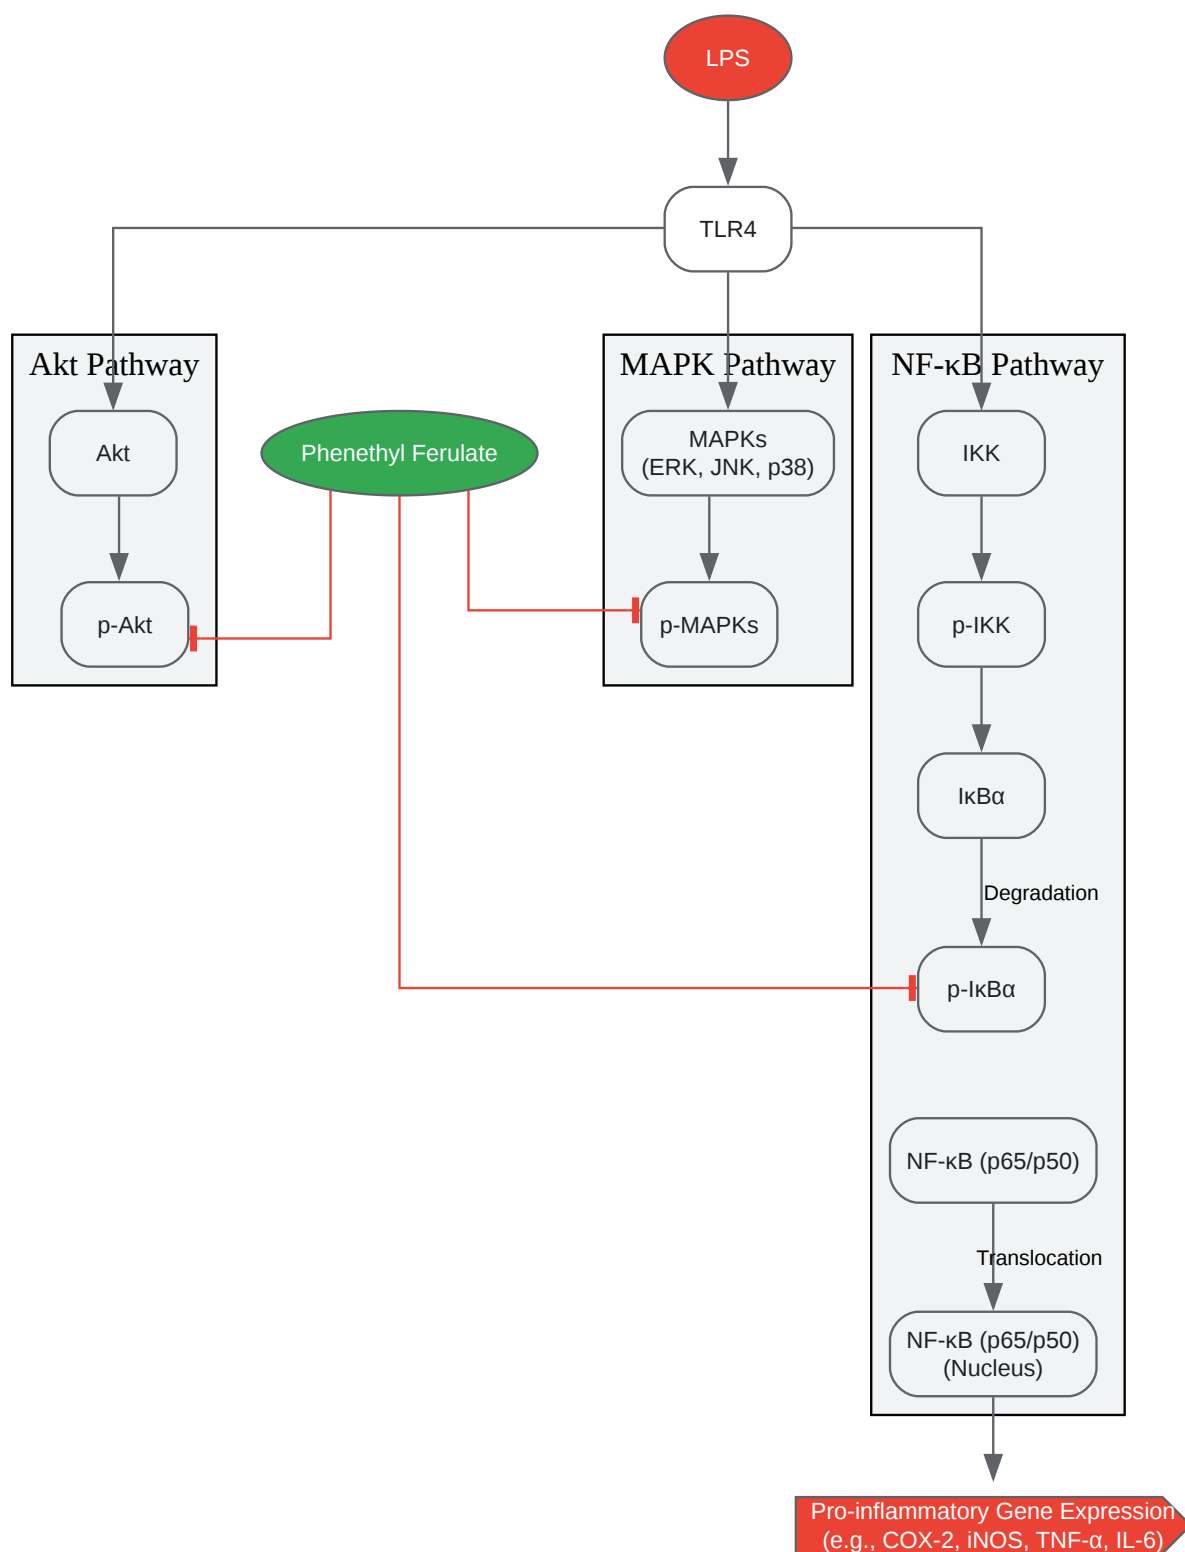 LPS
TLR4
Akt Pathway
MAPK Pathway
NF-κB Pathway
Akt
Phenethyl Ferulate
MAPKs
(ERK, JNK, p38)
IKK
p-Akt
p-MAPKs
p-IKK
IκBα
Degradation
p-IκBα
NF-κB (p65/p50)
Translocation
NF-κB (p65/p50)
(Nucleus)
Pro-inflammatory Gene Expression
(e.g., COX-2, iNOS, TNF-α, IL-6)